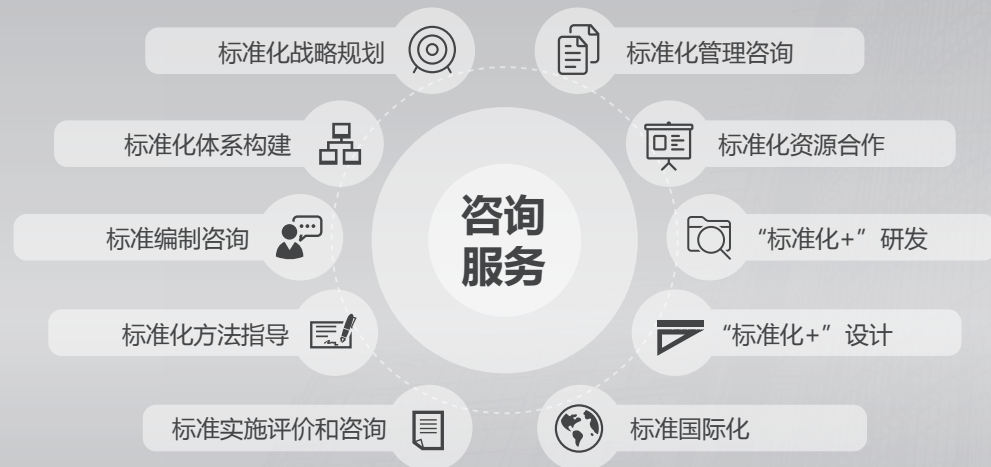 标准化战略规划
标准化管理咨询
标准化体系构建
标准化资源合作
咨询
服务
标准编制咨询
“标准化+”研发
标准化方法指导
“标准化+”设计
标准实施评价和咨询
标准国际化